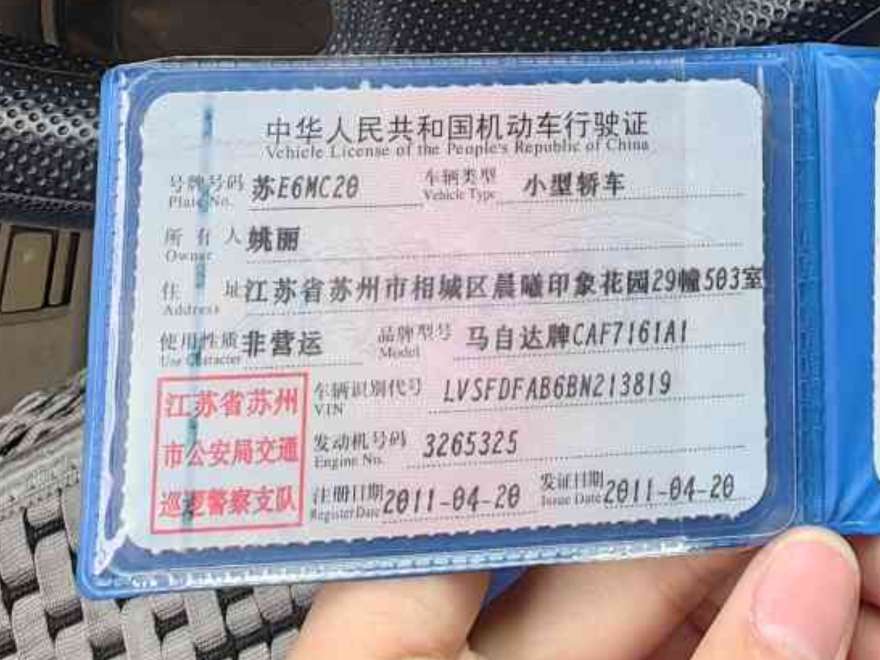 中华人民共和国机动车行驶证
Vehicle License of the People's Republic of China
号牌号码 苏E6MC20 车辆类型 小型轿车
Plate No. Vehicle Type
所有人 姚丽
Owner
住址 江苏省苏州市相城区晨曦印象花园29幢503室
Address
使用性质 非营运 品牌型号 马自达牌CAF7161A1
Use Character Model
江苏省苏州 车辆识别代号 LVSFDFAB6BN213819
VIN
市公安局交通 发动机号码 3265325
Engine No.
巡逻警察支队 注册日期 2011-04-20 发证日期 2011-04-20
Register Date Issue Date